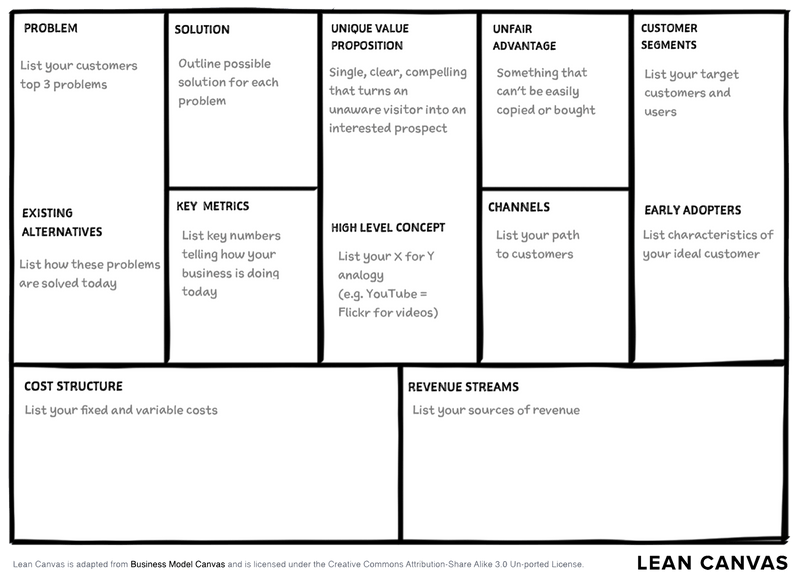 PROBLEM
List your customers
top 3 problems
EXISTING
ALTERNATIVES
List how these problems
are solved today
SOLUTION
Outline possible
solution for each
problem
KEY METRICS
List key numbers
telling how your
business is doing
today
UNIQUE VALUE
PROPOSITION
Single, clear, compelling
that turns an
unaware visitor into an
interested prospect
HIGH LEVEL CONCEPT
List your X for Y
analogy
(e.g. YouTube =
Flickr for videos)
UNFAIR
ADVANTAGE
Something that
can't be easily
copied or bought
CHANNELS
List your path
to customers
CUSTOMER
SEGMENTS
List your target
customers and
users
EARLY ADOPTERS
List characteristics of
your ideal customer
COST STRUCTURE
List your fixed and variable costs
REVENUE STREAMS
List your sources of revenue
Lean Canvas is adapted from Business Model Canvas and is licensed under the Creative Commons Attribution-Share Alike 3.0 Un-ported License.
LEAN CANVAS